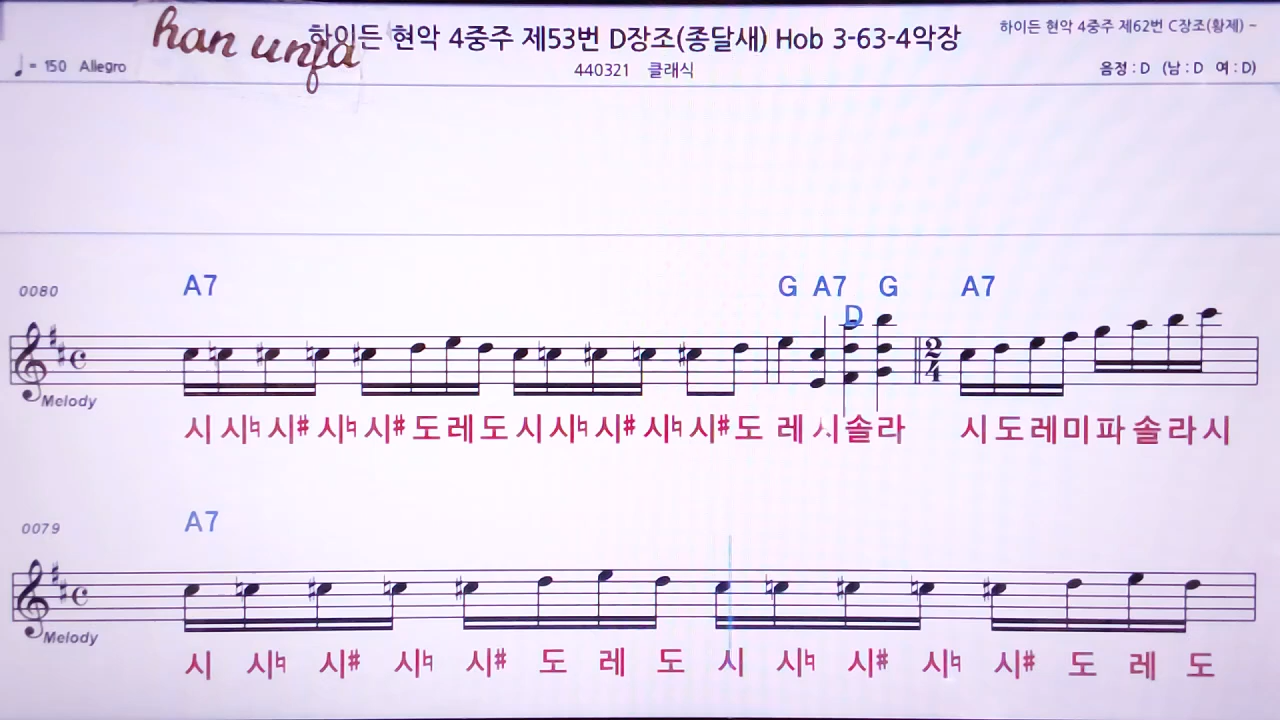 han unfa
하이든 현악 4중주 제53번 D장조(종달새) Hob 3-63-4악장
하이든 현악 4중주 제62번 C장조(황제) ~
♩= 150 Allegro
440321 클래식
음정 : D (남 : D 여 : D)
0080 A7 G A7 D G A7
2/4
Melody
시 시♮ 시# 시♮ 시# 도 레 도 시 시♮ 시# 시♮ 시# 도 레 시 솔 라 시 도 레 미 파 솔 라 시
0079 A7
Melody
시 시♮ 시# 시♮ 시# 도 레 도 시 시♮ 시# 시♮ 시# 도 레 도